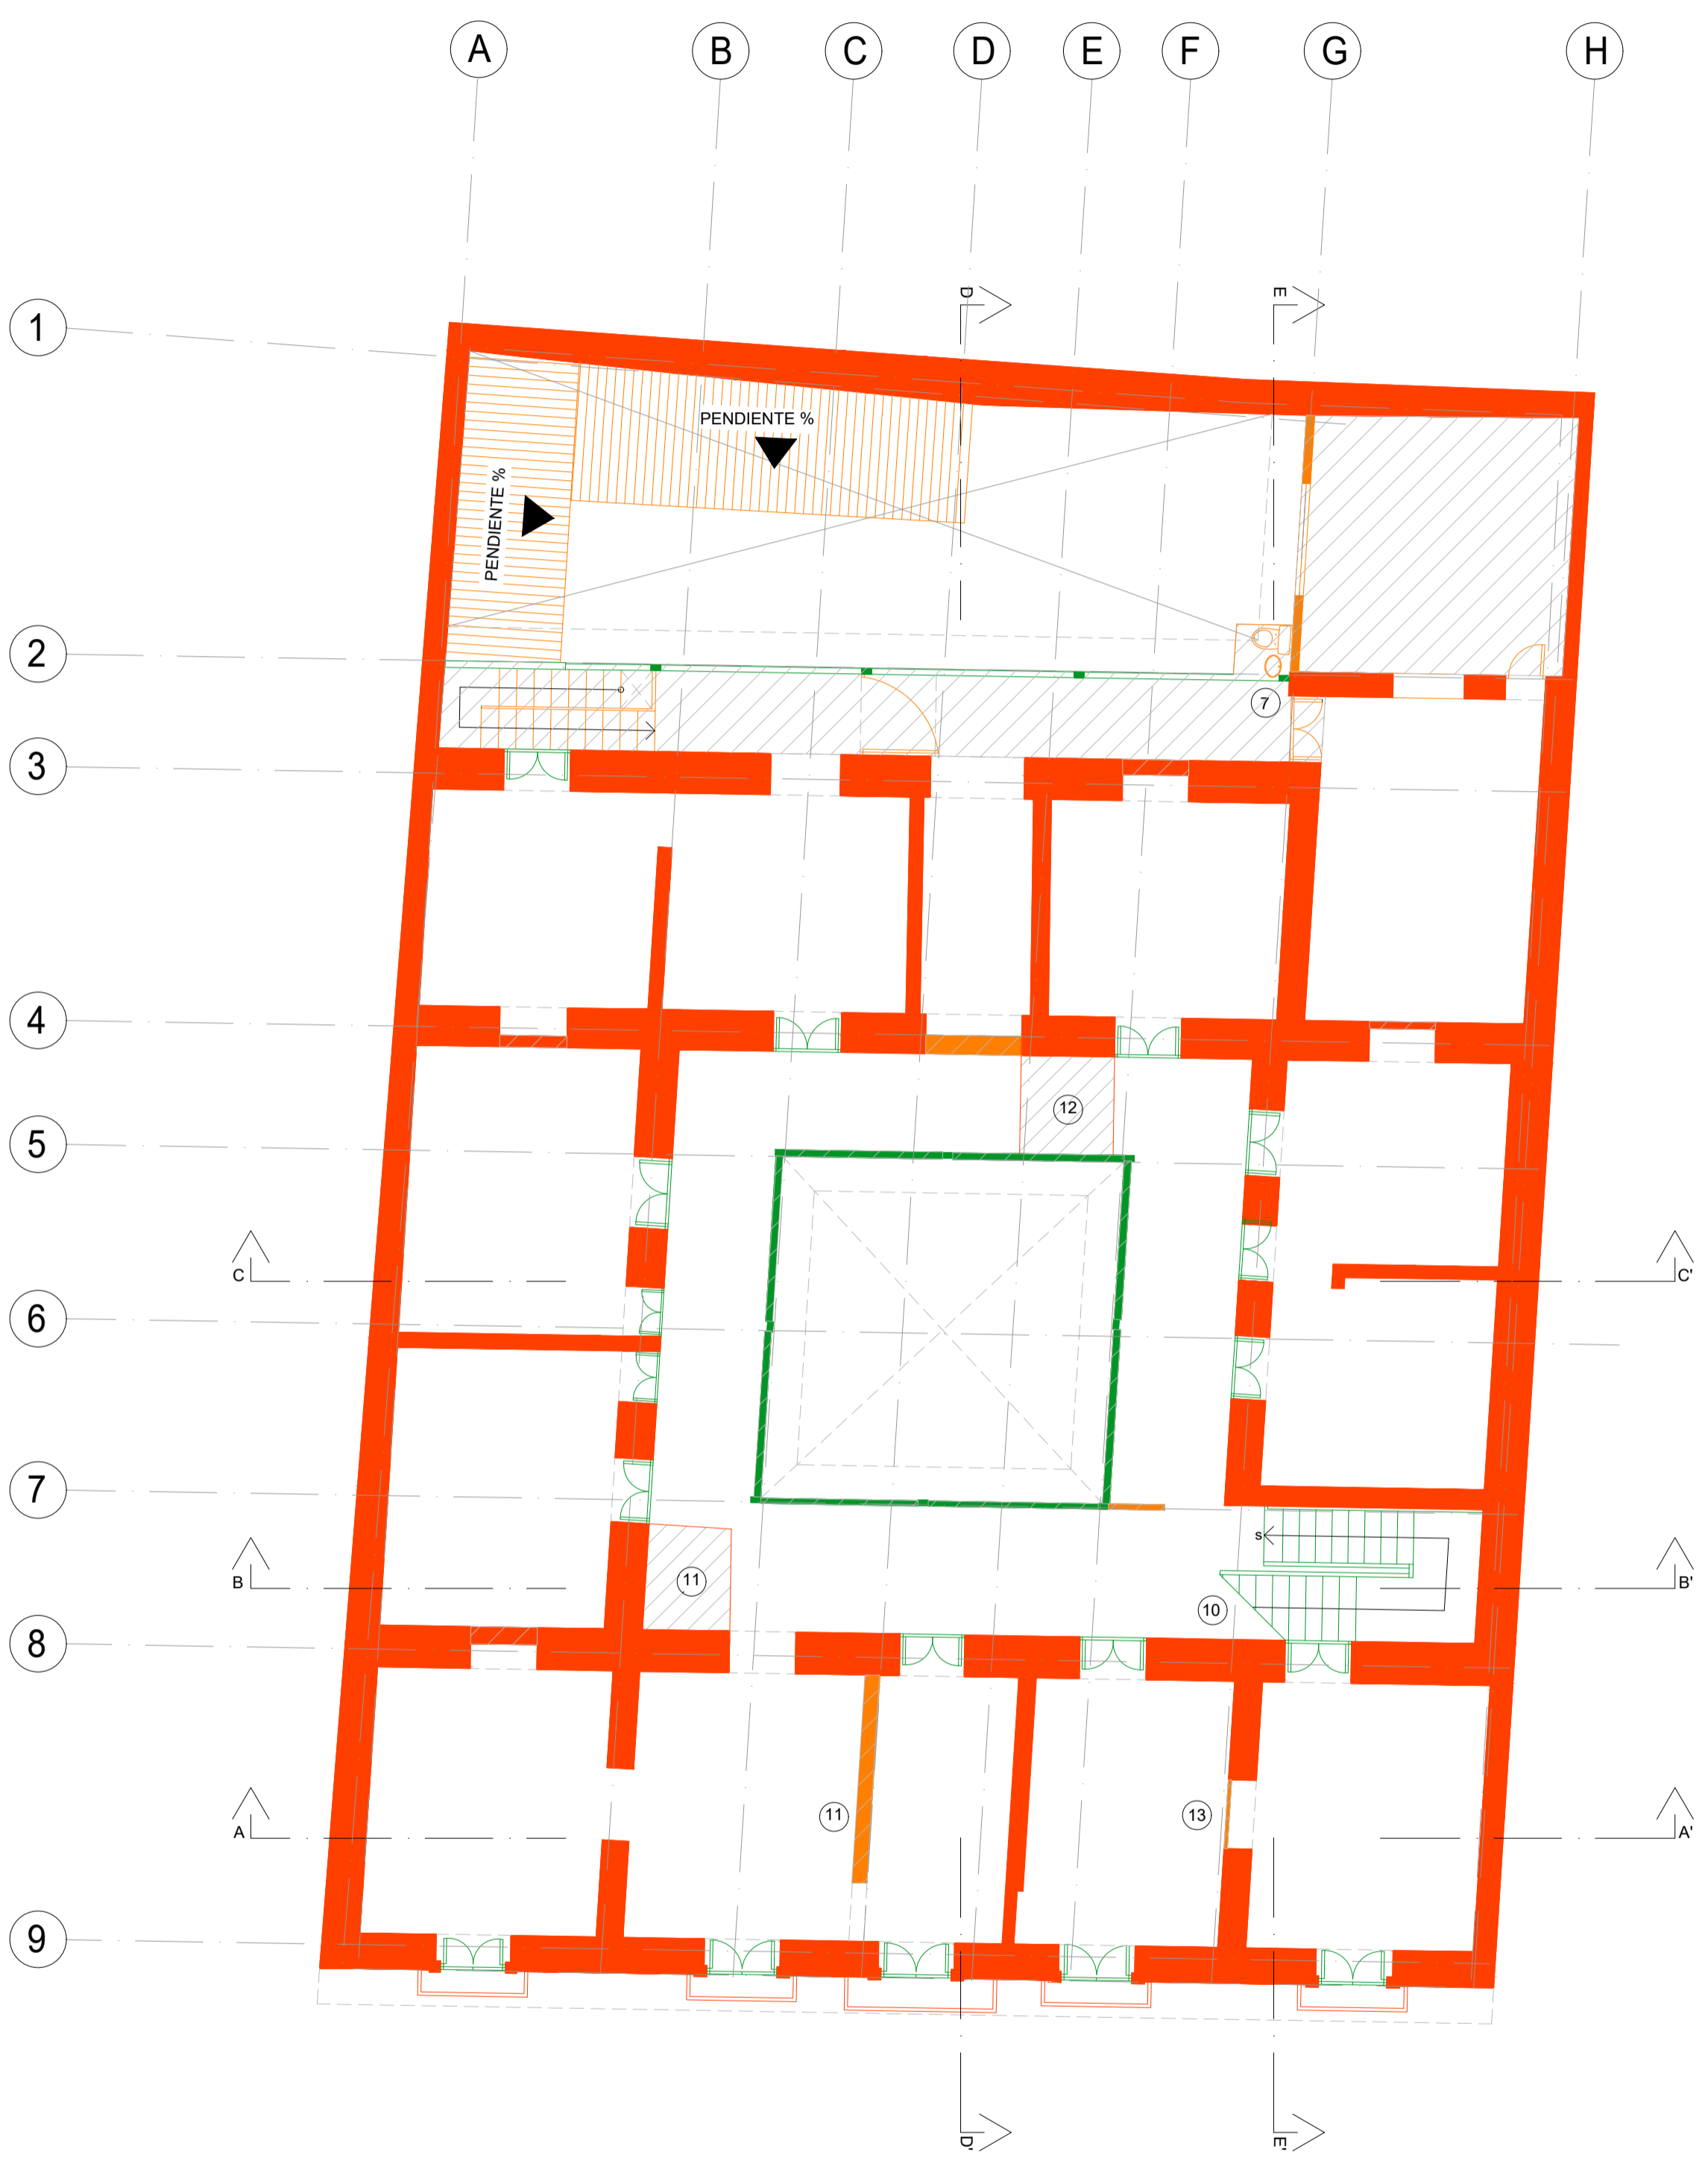 A B C D E F G H
D E
1
PENDIENTE %
PENDIENTE %
2
7
3
4
12
5
C C'
6
7
s
B 11 B'
10
8
11 13
A A'
9
D' E'